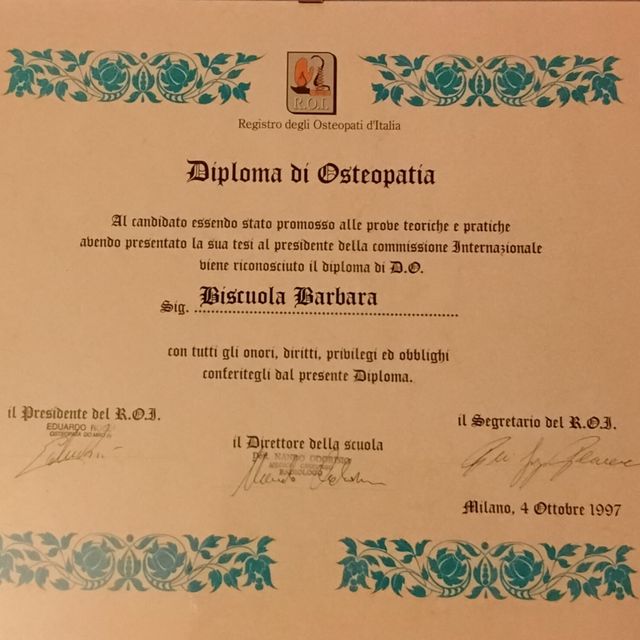 R.O.I.
Registro degli Osteopati d'Italia
Diploma di Osteopatia
Al candidato essendo stato promosso alle prove teoriche e pratiche
avendo presentato la sua tesi al presidente della commissione Internazionale
viene riconosciuto il diploma di D.O.
Sig. Biscuola Barbara
con tutti gli onori, diritti, privilegi ed obblighi
conferitegli dal presente Diploma.
il Presidente del R.O.I.
EDUARDO
il Direttore della scuola
RADIOLOGO
il Segretario del R.O.I.
Milano, 4 Ottobre 1997